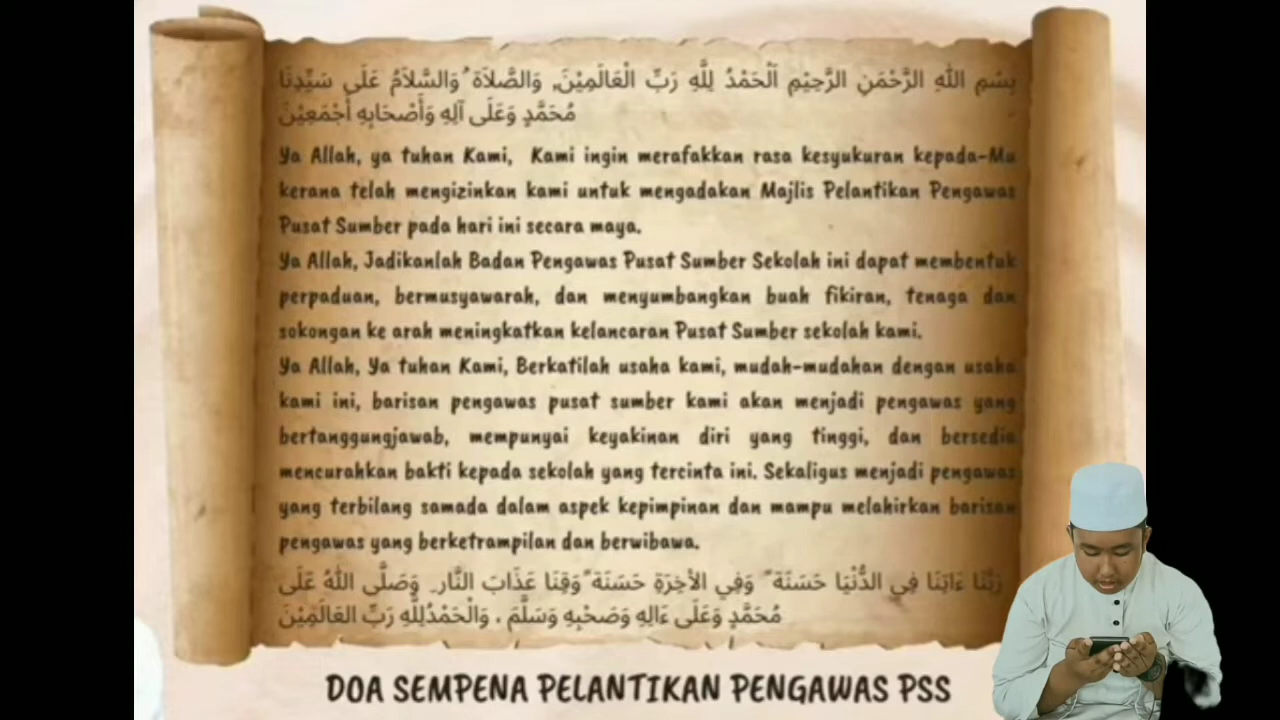 بِسْمِ اللّٰهِ الرَّحْمَنِ الرَّحِيْمِ اَلْحَمْدُ لِلَّهِ رَبِّ الْعَالَمِيْنَ, وَالصَّلاَة ُوَالسَّلاَمُ عَلَى سَيِّدِنَا
مُحَمَّدٍ وَعَلَى آلِهِ وَأَصْحَابِهِ أَجْمَعِيْنَ
Ya Allah, ya tuhan Kami, Kami ingin merafakkan rasa kesyukuran kepada-Mu
kerana telah mengizinkan kami untuk mengadakan Majlis Pelantikan Pengawas
Pusat Sumber pada hari ini secara maya.
Ya Allah, Jadikanlah Badan Pengawas Pusat Sumber Sekolah ini dapat membentuk
perpaduan, bermusyawarah, dan menyumbangkan buah fikiran, tenaga dan
sokongan ke arah meningkatkan kelancaran Pusat Sumber sekolah kami.
Ya Allah, Ya tuhan Kami, Berkatilah usaha kami, mudah-mudahan dengan usaha
kami ini, barisan pengawas pusat sumber kami akan menjadi pengawas yang
bertanggungjawab, mempunyai keyakinan diri yang tinggi, dan bersedia
mencurahkan bakti kepada sekolah yang tercinta ini. Sekaligus menjadi pengawas
yang terbilang samada dalam aspek kepimpinan dan mampu melahirkan barisan
pengawas yang berketrampilan dan berwibawa.
رَبَّنَا ءَاتِنَا فِي الدُّنْيَا حَسَنَة ً وَفِي الأخِرَةِ حَسَنَة ًوَقِنَا عَذَابَ النَّارِ. وَصَلَّى اللهُ عَلَى
مُحَمَّدٍ وَعَلَى ءَالِهِ وَصَحْبِهِ وَسَلَّمَ . وَالْحَمْدُلِلَّهِ رَبِّ العَالَمِيْنَ
DOA SEMPENA PELANTIKAN PENGAWAS PSS